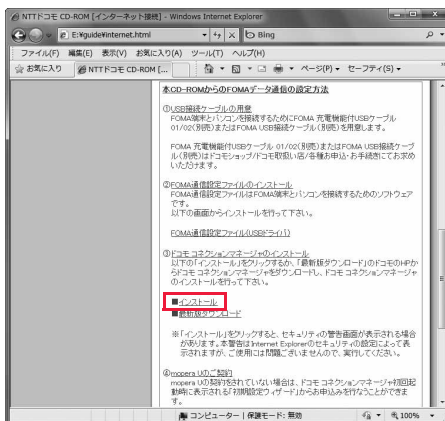 NTTドコモ CD-ROM [インターネット接続] - Windows Internet Explorer
E:¥guide¥internet.html
Bing
ファイル(F) 編集(E) 表示(V) お気に入り(A) ツール(T) ヘルプ(H)
お気に入り NTTドコモ CD-ROM [... ページ(P) セーフティ(S)
本CD-ROMからのFOMAデータ通信の設定方法
①USB接続ケーブルの用意
FOMA端末とパソコンを接続するためにFOMA 充電機能付USBケーブル
01/02(別売)またはFOMA USB接続ケーブル(別売)を用意します。
FOMA 充電機能付USBケーブル 01/02(別売)またはFOMA USB接続ケーブ
ル(別売)はドコモショップ/ドコモ取扱い店/各種お申込・お手続きにてお求め
いただけます。
②FOMA通信設定ファイルのインストール
FOMA通信設定ファイルはFOMA端末とパソコンを接続するためのソフトウェア
です。
以下の画面からインストールを行って下さい。
FOMA通信設定ファイル(USBドライバ)
③ドコモ コネクションマネージャのインストール
以下の「インストール」をクリックするか、「最新版ダウンロード」のドコモのHPか
らドコモ コネクションマネージャをダウンロードし、ドコモ コネクションマネージャ
のインストールを行って下さい。
■インストール
■最新版ダウンロード
※「インストール」をクリックすると、セキュリティの警告画面が表示される場合
があります。本警告はInternet Explorerのセキュリティの設定によって表
示されますが、ご使用には問題ございませんので、実行してください。
④mopera Uのご契約
mopera Uの契約をされていない場合は、ドコモ コネクションマネージャ初回起
動時に表示される「初期設定ウィザード」からお申込みを行なうことができま
す。
コンピューター | 保護モード: 無効 100%